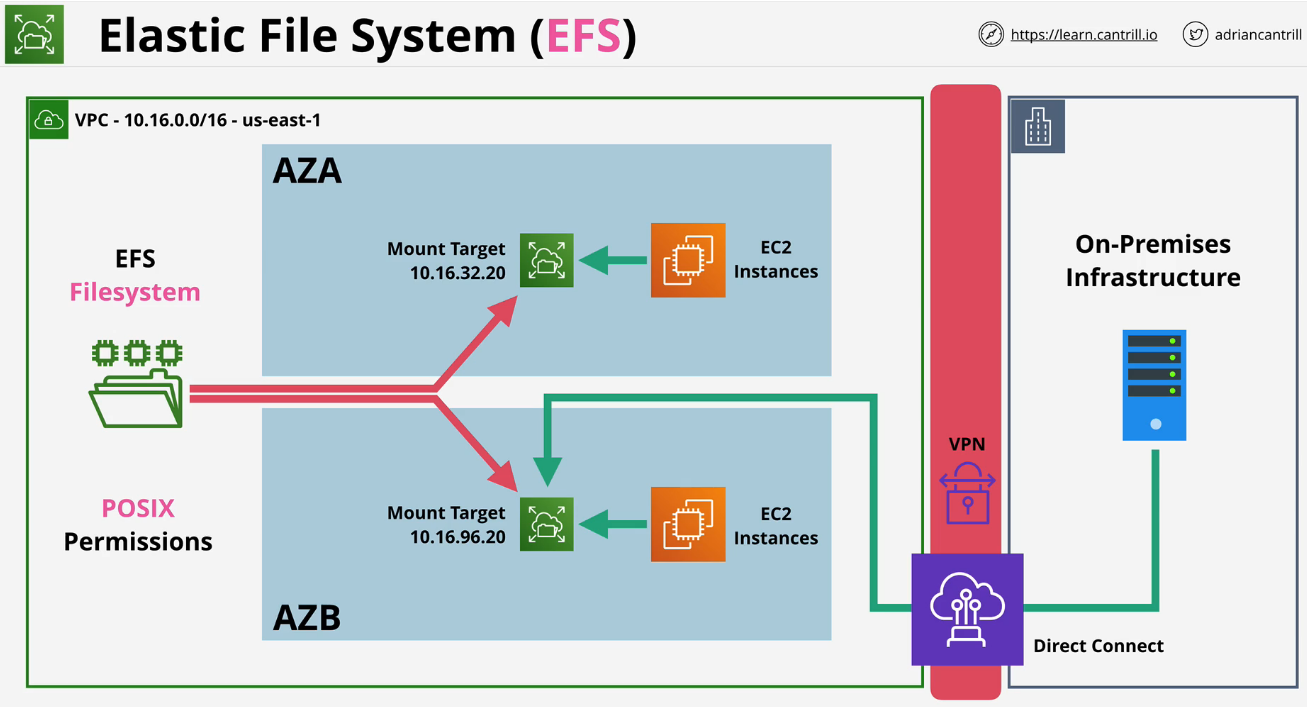 Elastic File System (EFS)
https://learn.cantrill.io
adriancantrill
VPC - 10.16.0.0/16 - us-east-1
AZA
Mount Target
10.16.32.20
EC2
Instances
EFS
Filesystem
On-Premises
Infrastructure
VPN
POSIX
Permissions
Mount Target
10.16.96.20
EC2
Instances
AZB
Direct Connect